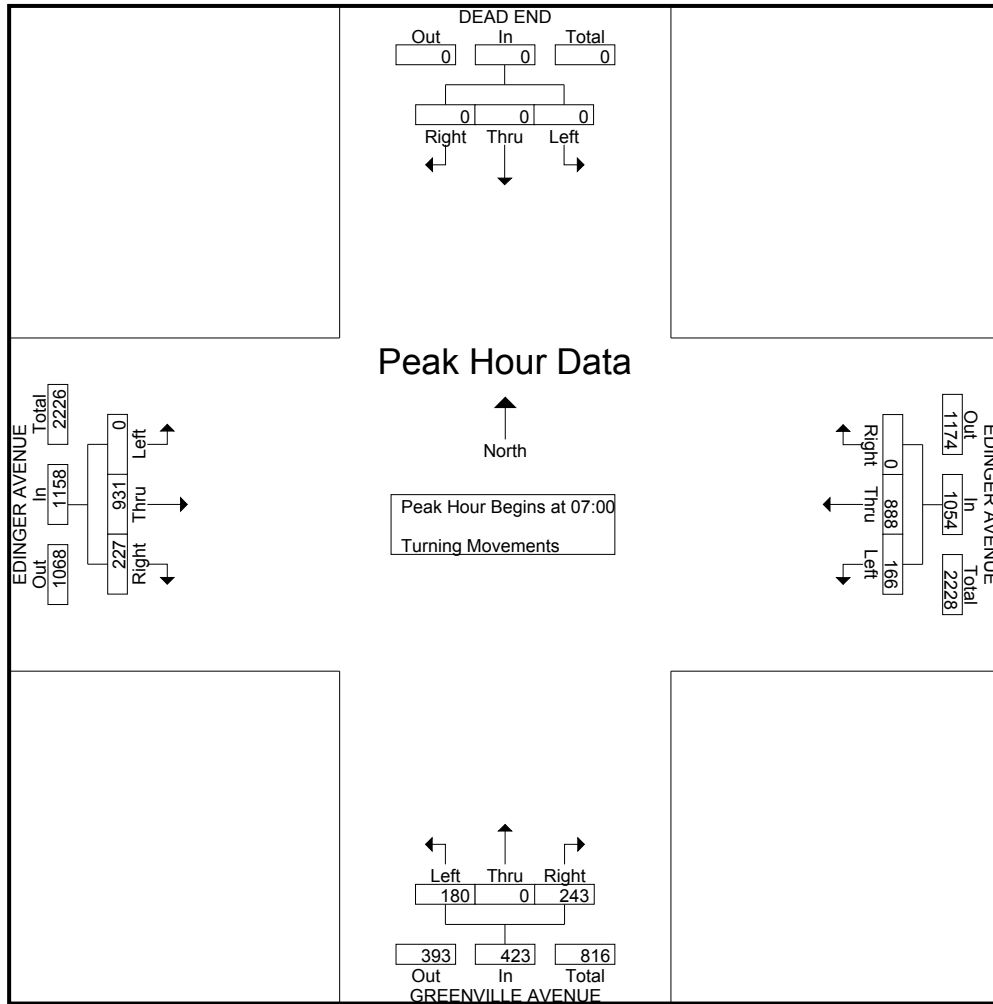 DEAD END
Out In Total
0 0 0
0 0 0
Right Thru Left
Peak Hour Data
North
Peak Hour Begins at 07:00
Turning Movements
EDINGER AVENUE
Out In Total
1068 1158 2226
227 931 0
Right Thru Left
EDINGER AVENUE
Out In Total
1174 1054 2228
0 888 166
Right Thru Left
Left Thru Right
180 0 243
393 423 816
Out In Total
GREENVILLE AVENUE